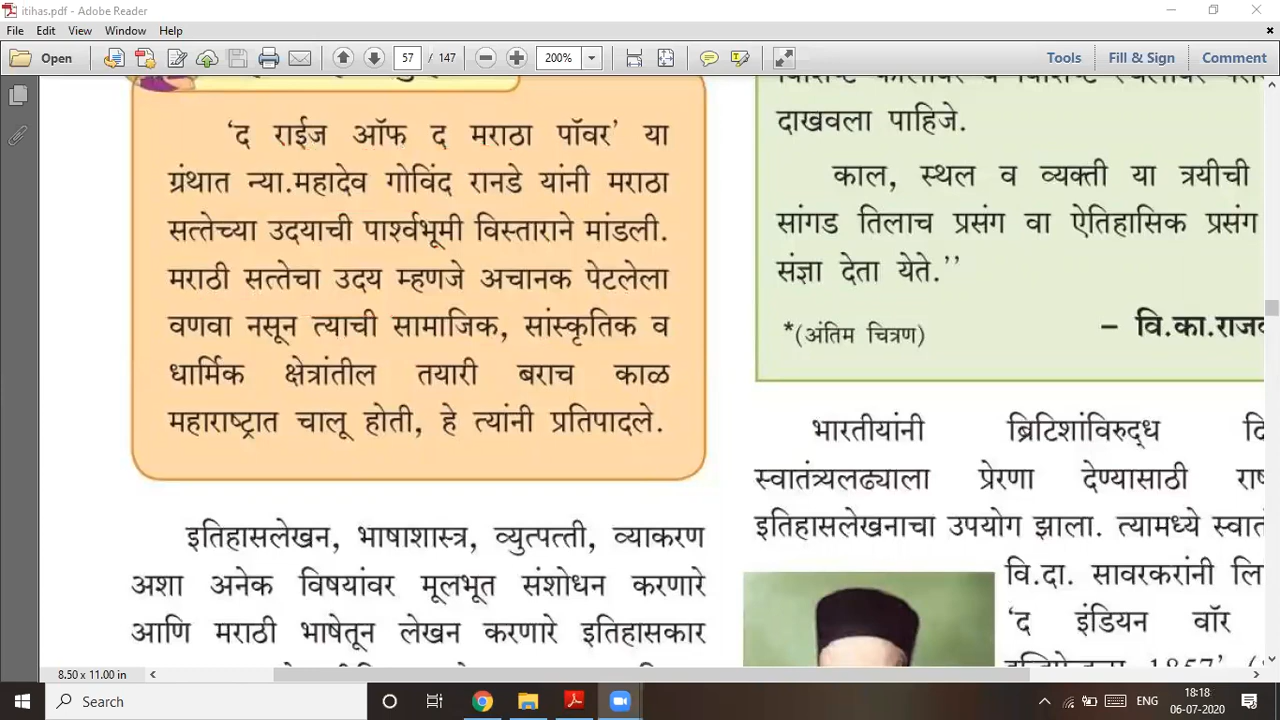 itihas.pdf - Adobe Reader
File Edit View Window Help
Open 57 / 147 200% Tools Fill & Sign Comment
‘द राईज ऑफ द मराठा पॉवर’ या
ग्रंथात न्या.महादेव गोविंद रानडे यांनी मराठा
सत्तेच्या उदयाची पार्श्वभूमी विस्ताराने मांडली.
मराठी सत्तेचा उदय म्हणजे अचानक पेटलेला
वणवा नसून त्याची सामाजिक, सांस्कृतिक व
धार्मिक क्षेत्रांतील तयारी बराच काळ
महाराष्ट्रात चालू होती, हे त्यांनी प्रतिपादले.
इतिहासलेखन, भाषाशास्त्र, व्युत्पत्ती, व्याकरण
अशा अनेक विषयांवर मूलभूत संशोधन करणारे
आणि मराठी भाषेतून लेखन करणारे इतिहासकार
दाखवला पाहिजे.
काल, स्थल व व्यक्ती या त्रयीची
सांगड तिलाच प्रसंग वा ऐतिहासिक प्रसंग
संज्ञा देता येते.’’
*(अंतिम चित्रण) – वि.का.राजव
भारतीयांनी ब्रिटिशांविरुद्ध दि
स्वातंत्र्यलढ्याला प्रेरणा देण्यासाठी राष
इतिहासलेखनाचा उपयोग झाला. त्यामध्ये स्वातं
वि.दा. सावरकरांनी लि
‘द इंडियन वॉर
1857’
8.50 x 11.00 in
Search ENG 18:18
06-07-2020